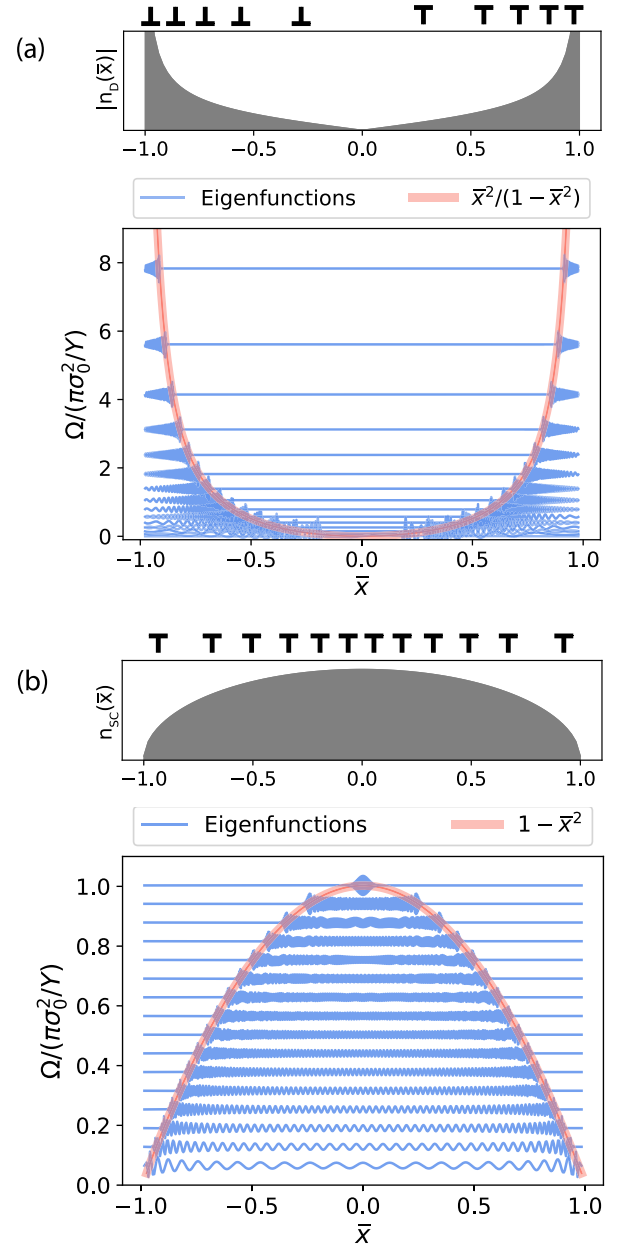 (a)
|n_D(x̄)|
−1.0 −0.5 0.0 0.5 1.0
Eigenfunctions x̄²/(1 − x̄²)
Ω/(πσ₀²/Y)
8
6
4
2
0
−1.0 −0.5 0.0 0.5 1.0
x̄
(b)
n_SC(x̄)
−1.0 −0.5 0.0 0.5 1.0
Eigenfunctions 1 − x̄²
Ω/(πσ₀²/Y)
1.0
0.8
0.6
0.4
0.2
0.0
−1.0 −0.5 0.0 0.5 1.0
x̄